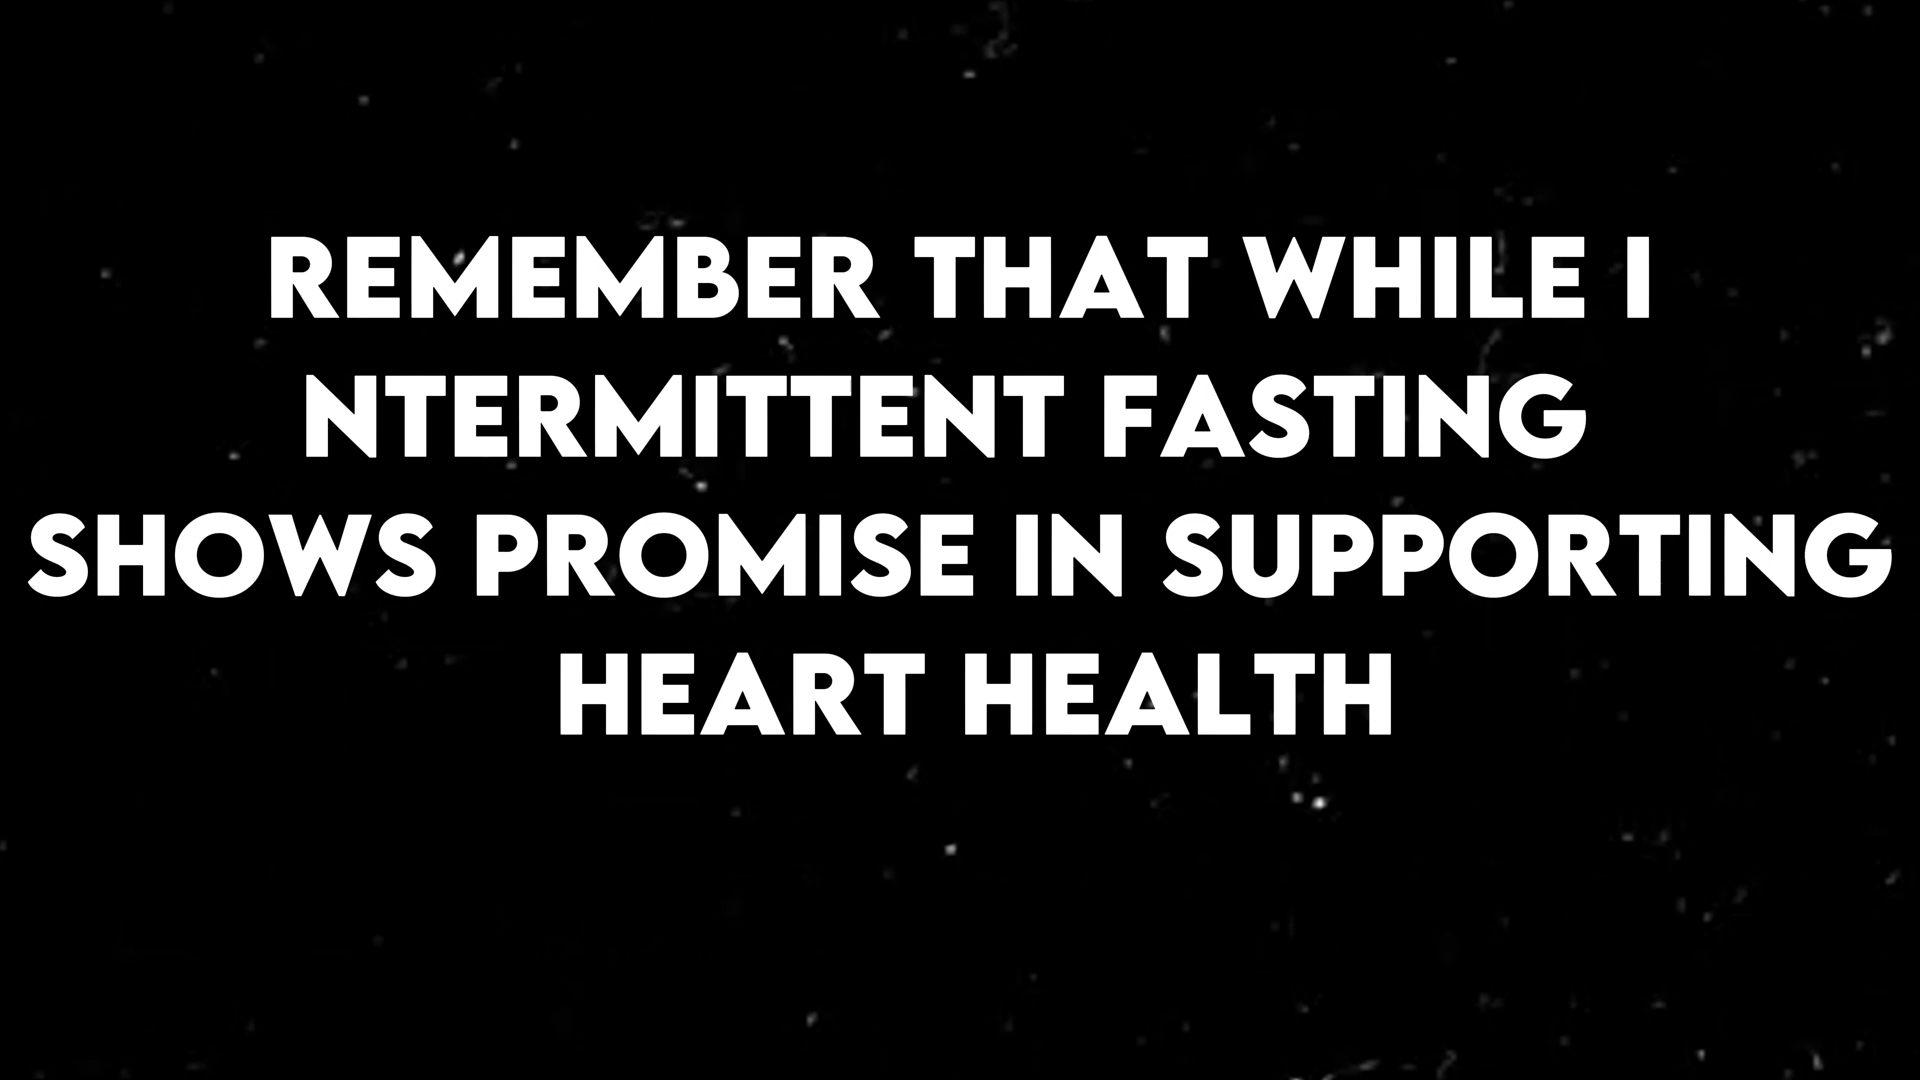 REMEMBER THAT WHILE I
NTERMITTENT FASTING
SHOWS PROMISE IN SUPPORTING
HEART HEALTH